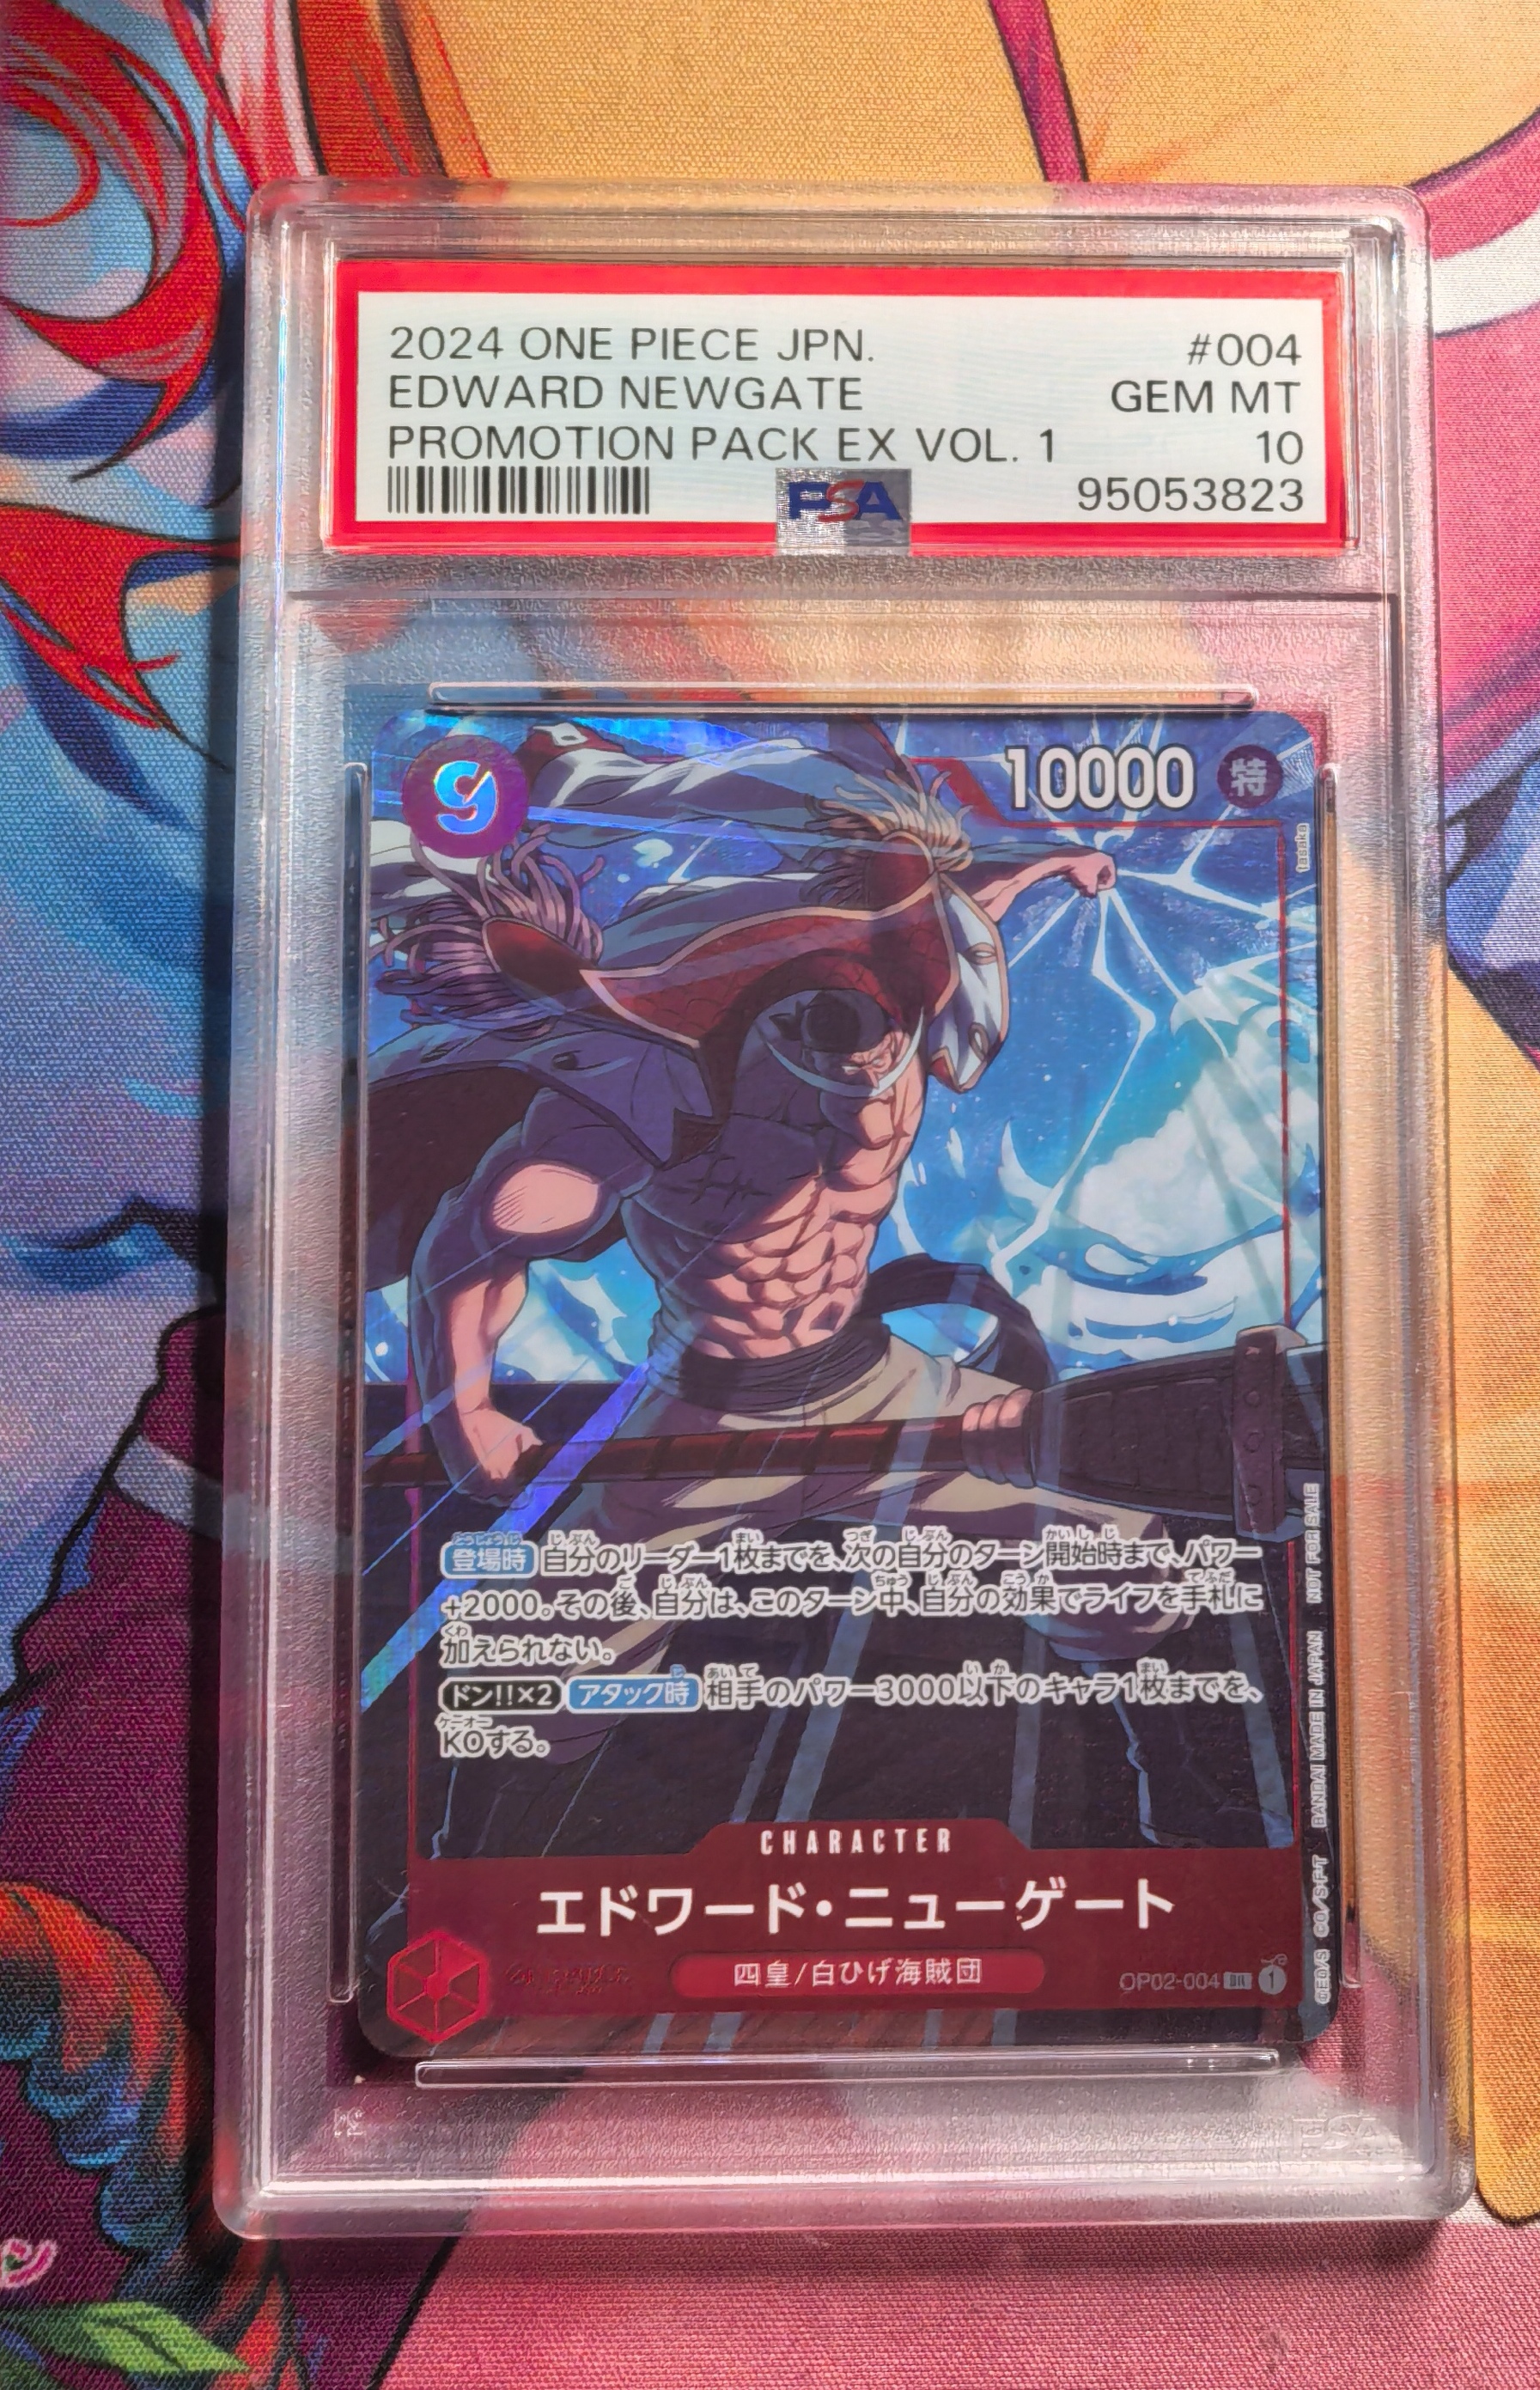 2024 ONE PIECE JPN. #004
EDWARD NEWGATE GEM MT
PROMOTION PACK EX VOL. 1 10
PSA 95053823
9 10000 特
tasaka
登場時 自分のリーダー1枚までを、次の自分のターン開始時まで、パワー
+2000。その後、自分は、このターン中、自分の効果でライフを手札に
加えられない。
ドン!!×2 アタック時 相手のパワー3000以下のキャラ1枚までを、
KOする。
CHARACTER
エドワード・ニューゲート
四皇/白ひげ海賊団
OP02-004 1
BANDAI MADE IN JAPAN NOT FOR SALE